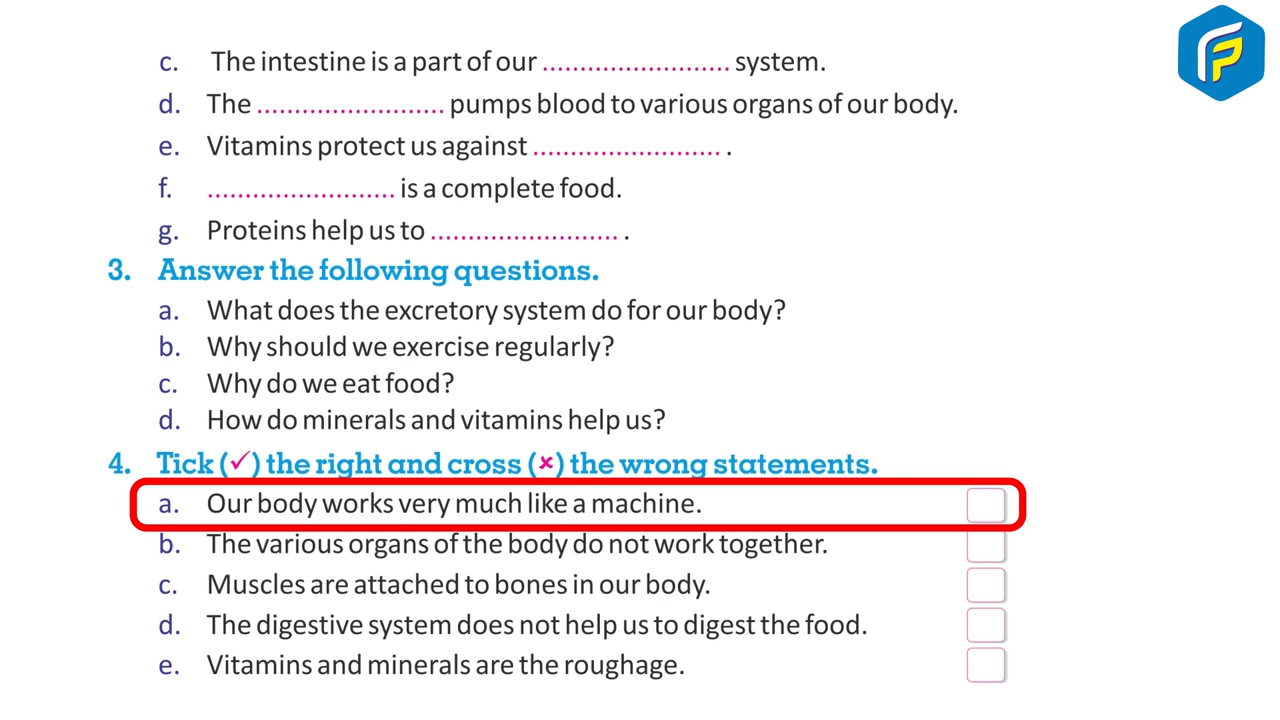 c. The intestine is a part of our ......................... system.
d. The ......................... pumps blood to various organs of our body.
e. Vitamins protect us against ......................... .
f. ......................... is a complete food.
g. Proteins help us to ......................... .
3. Answer the following questions.
a. What does the excretory system do for our body?
b. Why should we exercise regularly?
c. Why do we eat food?
d. How do minerals and vitamins help us?
4. Tick (✓) the right and cross (✗) the wrong statements.
a. Our body works very much like a machine.
b. The various organs of the body do not work together.
c. Muscles are attached to bones in our body.
d. The digestive system does not help us to digest the food.
e. Vitamins and minerals are the roughage.